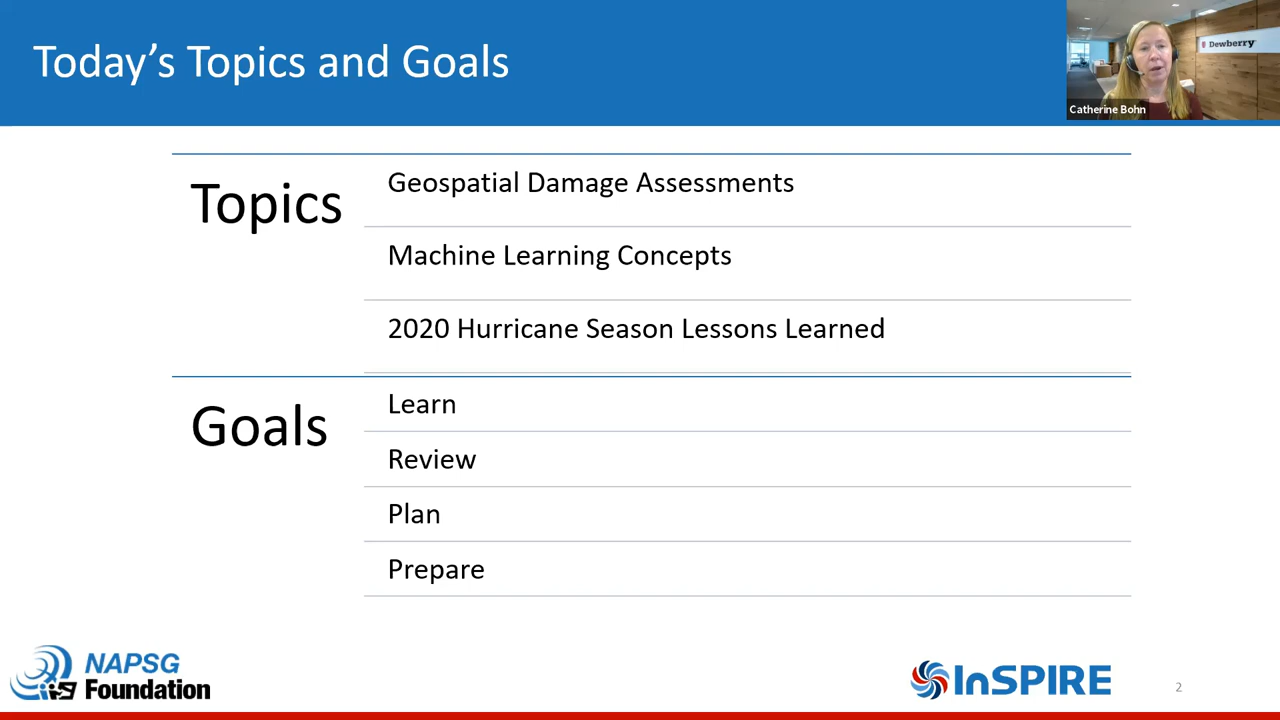 Today's Topics and Goals
Dewberry
Catherine Bohn
Topics
Geospatial Damage Assessments
Machine Learning Concepts
2020 Hurricane Season Lessons Learned
Goals
Learn
Review
Plan
Prepare
NAPSG
Foundation
InSPIRE
2